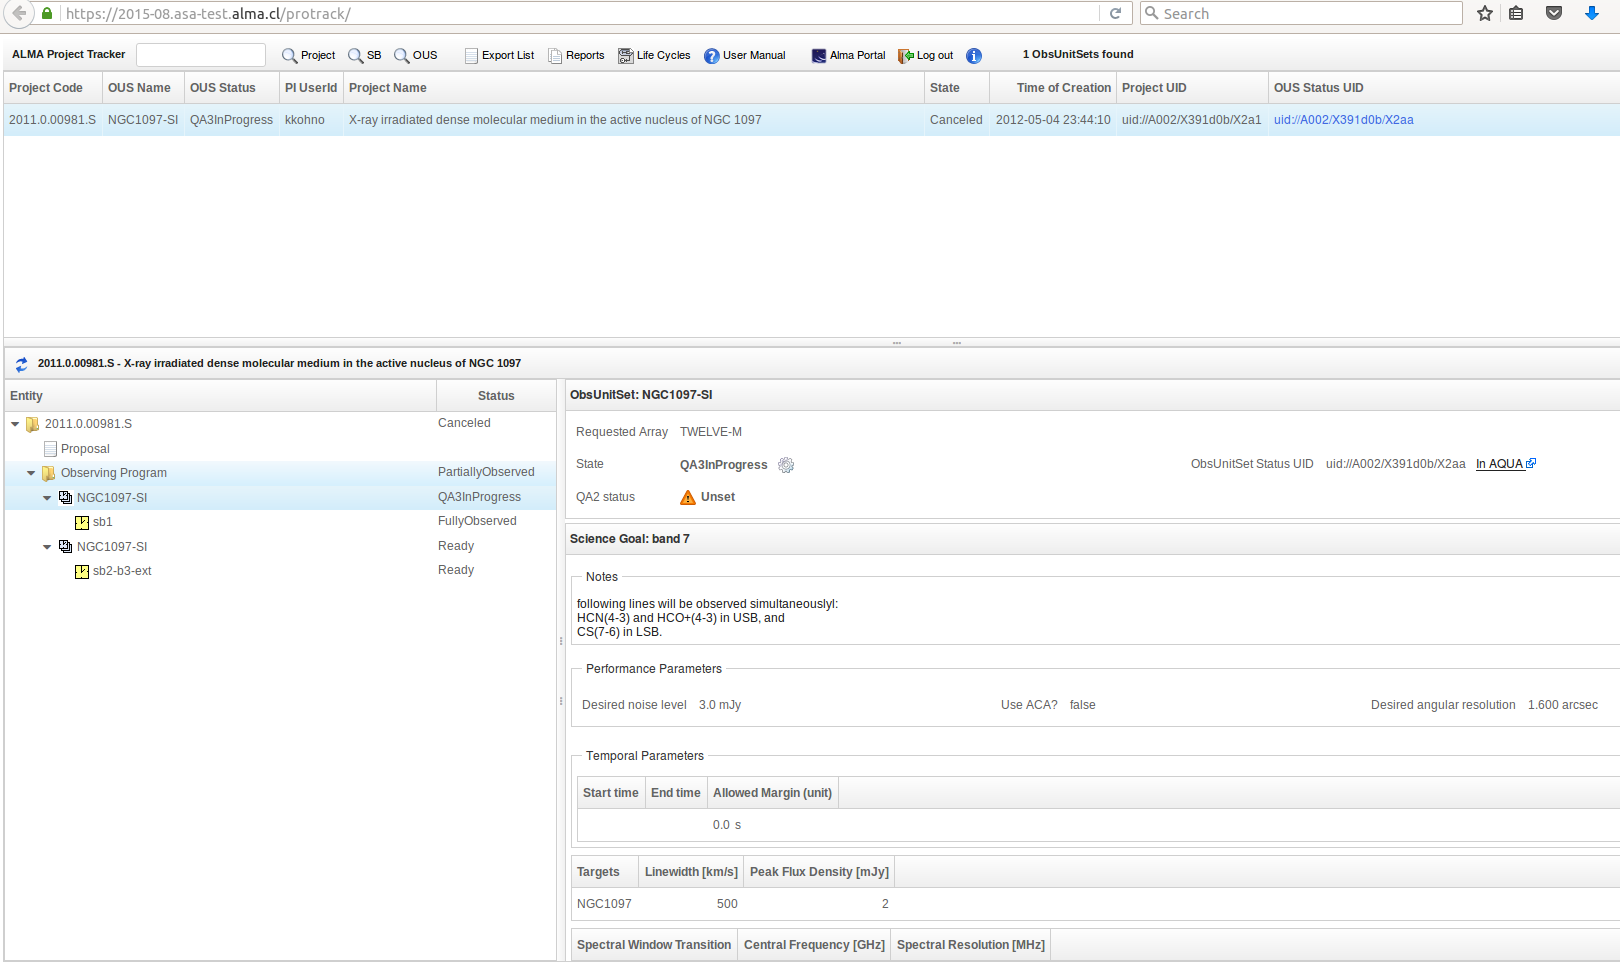 https://2015-08.asa-test.alma.cl/protrack/ Search
ALMA Project Tracker Project SB OUS Export List Reports Life Cycles User Manual Alma Portal Log out 1 ObsUnitSets found
Project Code OUS Name OUS Status PI UserId Project Name State Time of Creation Project UID OUS Status UID
2011.0.00981.S NGC1097-SI QA3InProgress kkohno X-ray irradiated dense molecular medium in the active nucleus of NGC 1097 Canceled 2012-05-04 23:44:10 uid://A002/X391d0b/X2a1 uid://A002/X391d0b/X2aa
2011.0.00981.S - X-ray irradiated dense molecular medium in the active nucleus of NGC 1097
Entity Status
2011.0.00981.S Canceled
Proposal
Observing Program PartiallyObserved
NGC1097-SI QA3InProgress
sb1 FullyObserved
NGC1097-SI Ready
sb2-b3-ext Ready
ObsUnitSet: NGC1097-SI
Requested Array TWELVE-M
State QA3InProgress ObsUnitSet Status UID uid://A002/X391d0b/X2aa In AQUA
QA2 status Unset
Science Goal: band 7
Notes
following lines will be observed simultaneouslyl:
HCN(4-3) and HCO+(4-3) in USB, and
CS(7-6) in LSB.
Performance Parameters
Desired noise level 3.0 mJy Use ACA? false Desired angular resolution 1.600 arcsec
Temporal Parameters
Start time End time Allowed Margin (unit)
0.0 s
Targets Linewidth [km/s] Peak Flux Density [mJy]
NGC1097 500 2
Spectral Window Transition Central Frequency [GHz] Spectral Resolution [MHz]